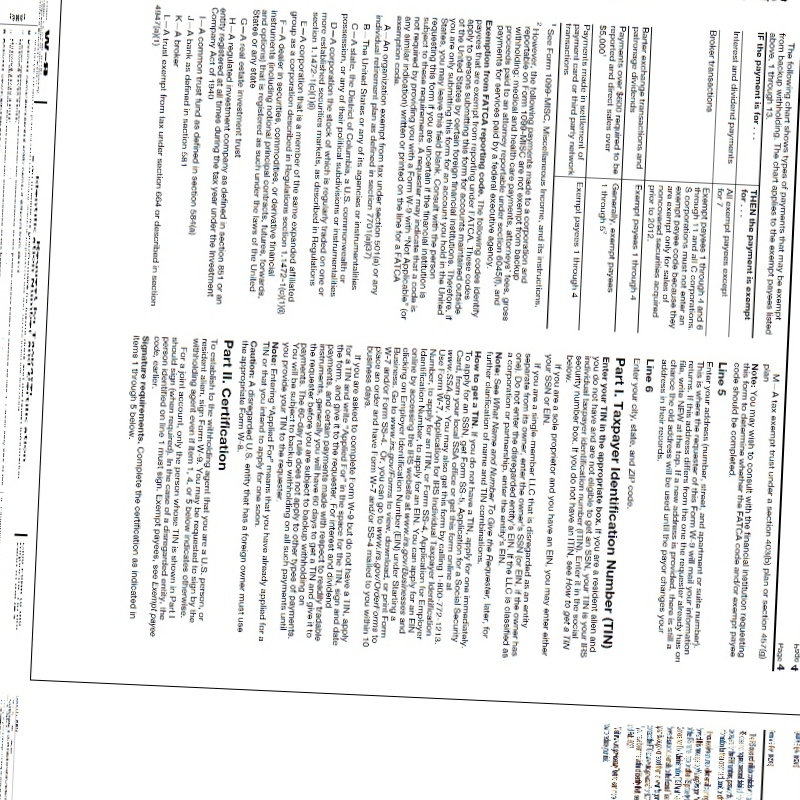 Page 4
The following chart shows types of payments that may be exempt
from backup withholding. The chart applies to the exempt payees listed
above, 1 through 13.
IF the payment is for . . . THEN the payment is exempt
for . . .
Interest and dividend payments All exempt payees except
for 7
Broker transactions Exempt payees 1 through 4 and 6
through 11 and all C corporations.
S corporations must not enter an
exempt payee code because they
are exempt only for sales of
noncovered securities acquired
prior to 2012.
Barter exchange transactions and Exempt payees 1 through 4
patronage dividends
Payments over $600 required to be Generally, exempt payees
reported and direct sales over 1 through 5²
$5,000¹
Payments made in settlement of Exempt payees 1 through 4
payment card or third party network
transactions
¹ See Form 1099-MISC, Miscellaneous Income, and its instructions.
² However, the following payments made to a corporation and
reportable on Form 1099-MISC are not exempt from backup
withholding: medical and health care payments, attorneys' fees, gross
proceeds paid to an attorney reportable under section 6045(f), and
payments for services paid by a federal executive agency.
Exemption from FATCA reporting code. The following codes identify
payees that are exempt from reporting under FATCA. These codes
apply to persons submitting this form for accounts maintained outside
of the United States by certain foreign financial institutions. Therefore, if
you are only submitting this form for an account you hold in the United
States, you may leave this field blank. Consult with the person
requesting this form if you are uncertain if the financial institution is
subject to these requirements. A requester may indicate that a code is
not required by providing you with a Form W-9 with "Not Applicable" (or
any similar indication) written or printed on the line for a FATCA
exemption code.
A—An organization exempt from tax under section 501(a) or any
individual retirement plan as defined in section 7701(a)(37)
B—The United States or any of its agencies or instrumentalities
C—A state, the District of Columbia, a U.S. commonwealth or
possession, or any of their political subdivisions or instrumentalities
D—A corporation the stock of which is regularly traded on one or
more established securities markets, as described in Regulations
section 1.1472-1(c)(1)(i)
E—A corporation that is a member of the same expanded affiliated
group as a corporation described in Regulations section 1.1472-1(c)(1)(i)
F—A dealer in securities, commodities, or derivative financial
instruments (including notional principal contracts, futures, forwards,
and options) that is registered as such under the laws of the United
States or any state
G—A real estate investment trust
H—A regulated investment company as defined in section 851 or an
entity registered at all times during the tax year under the Investment
Company Act of 1940
I—A common trust fund as defined in section 584(a)
J—A bank as defined in section 581
K—A broker
L—A trust exempt from tax under section 664 or described in section
4947(a)(1)
M—A tax exempt trust under a section 403(b) plan or section 457(g)
plan
Note: You may wish to consult with the financial institution requesting
this form to determine whether the FATCA code and/or exempt payee
code should be completed.
Line 5
Enter your address (number, street, and apartment or suite number).
This is where the requester of this Form W-9 will mail your information
returns. If this address differs from the one the requester already has on
file, write NEW at the top. If a new address is provided, there is still a
chance the old address will be used until the payor changes your
address in their records.
Line 6
Enter your city, state, and ZIP code.
Part I. Taxpayer Identification Number (TIN)
Enter your TIN in the appropriate box. If you are a resident alien and
you do not have and are not eligible to get an SSN, your TIN is your IRS
individual taxpayer identification number (ITIN). Enter it in the social
security number box. If you do not have an ITIN, see How to get a TIN
below.
If you are a sole proprietor and you have an EIN, you may enter either
your SSN or EIN.
If you are a single-member LLC that is disregarded as an entity
separate from its owner, enter the owner's SSN (or EIN, if the owner has
one). Do not enter the disregarded entity's EIN. If the LLC is classified as
a corporation or partnership, enter the entity's EIN.
Note: See What Name and Number To Give the Requester, later, for
further clarification of name and TIN combinations.
How to get a TIN. If you do not have a TIN, apply for one immediately.
To apply for an SSN, get Form SS-5, Application for a Social Security
Card, from your local SSA office or get this form online at
www.SSA.gov. You may also get this form by calling 1-800-772-1213.
Use Form W-7, Application for IRS Individual Taxpayer Identification
Number, to apply for an ITIN, or Form SS-4, Application for Employer
Identification Number, to apply for an EIN. You can apply for an EIN
online by accessing the IRS website at www.irs.gov/Businesses and
clicking on Employer Identification Number (EIN) under Starting a
Business. Go to www.irs.gov/Forms to view, download, or print Form
W-7 and/or Form SS-4. Or, you can go to www.irs.gov/OrderForms to
place an order and have Form W-7 and/or SS-4 mailed to you within 10
business days.
If you are asked to complete Form W-9 but do not have a TIN, apply
for a TIN and write "Applied For" in the space for the TIN, sign and date
the form, and give it to the requester. For interest and dividend
payments, and certain payments made with respect to readily tradable
instruments, generally you will have 60 days to get a TIN and give it to
the requester before you are subject to backup withholding on
payments. The 60-day rule does not apply to other types of payments.
You will be subject to backup withholding on all such payments until
you provide your TIN to the requester.
Note: Entering "Applied For" means that you have already applied for a
TIN or that you intend to apply for one soon.
Caution: A disregarded U.S. entity that has a foreign owner must use
the appropriate Form W-8.
Part II. Certification
To establish to the withholding agent that you are a U.S. person, or
resident alien, sign Form W-9. You may be requested to sign by the
withholding agent even if item 1, 4, or 5 below indicates otherwise.
For a joint account, only the person whose TIN is shown in Part I
should sign (when required). In the case of a disregarded entity, the
person identified on line 1 must sign. Exempt payees, see Exempt payee
code, earlier.
Signature requirements. Complete the certification as indicated in
items 1 through 5 below.